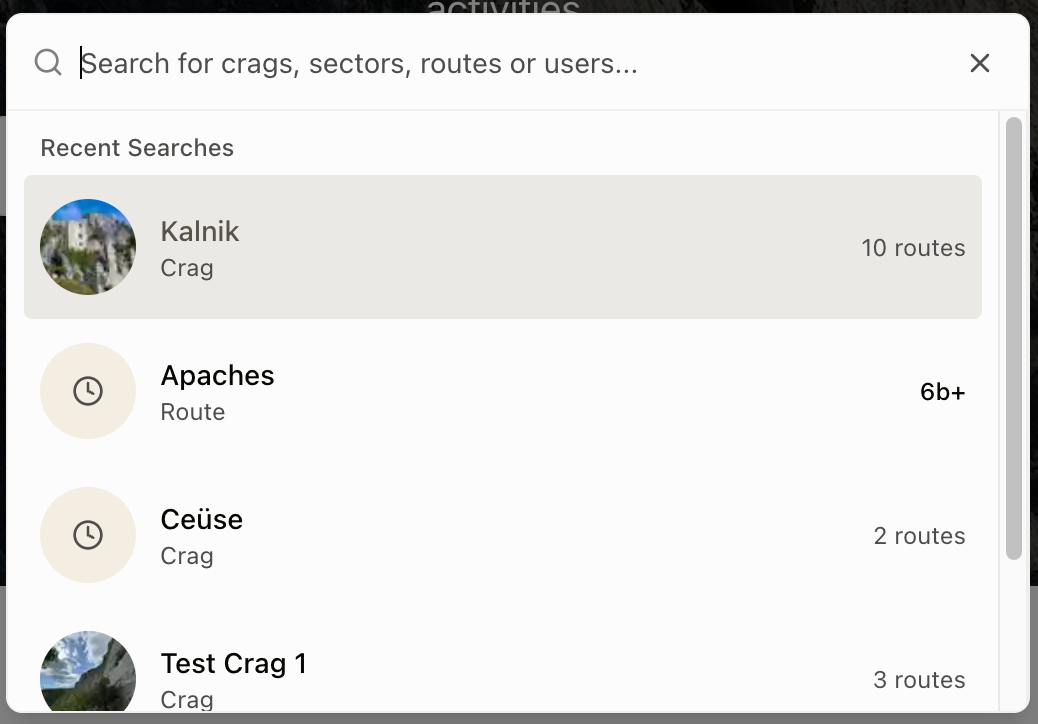 activities
Search for crags, sectors, routes or users...
Recent Searches
Kalnik
Crag
10 routes
Apaches
Route
6b+
Ceüse
Crag
2 routes
Test Crag 1
Crag
3 routes